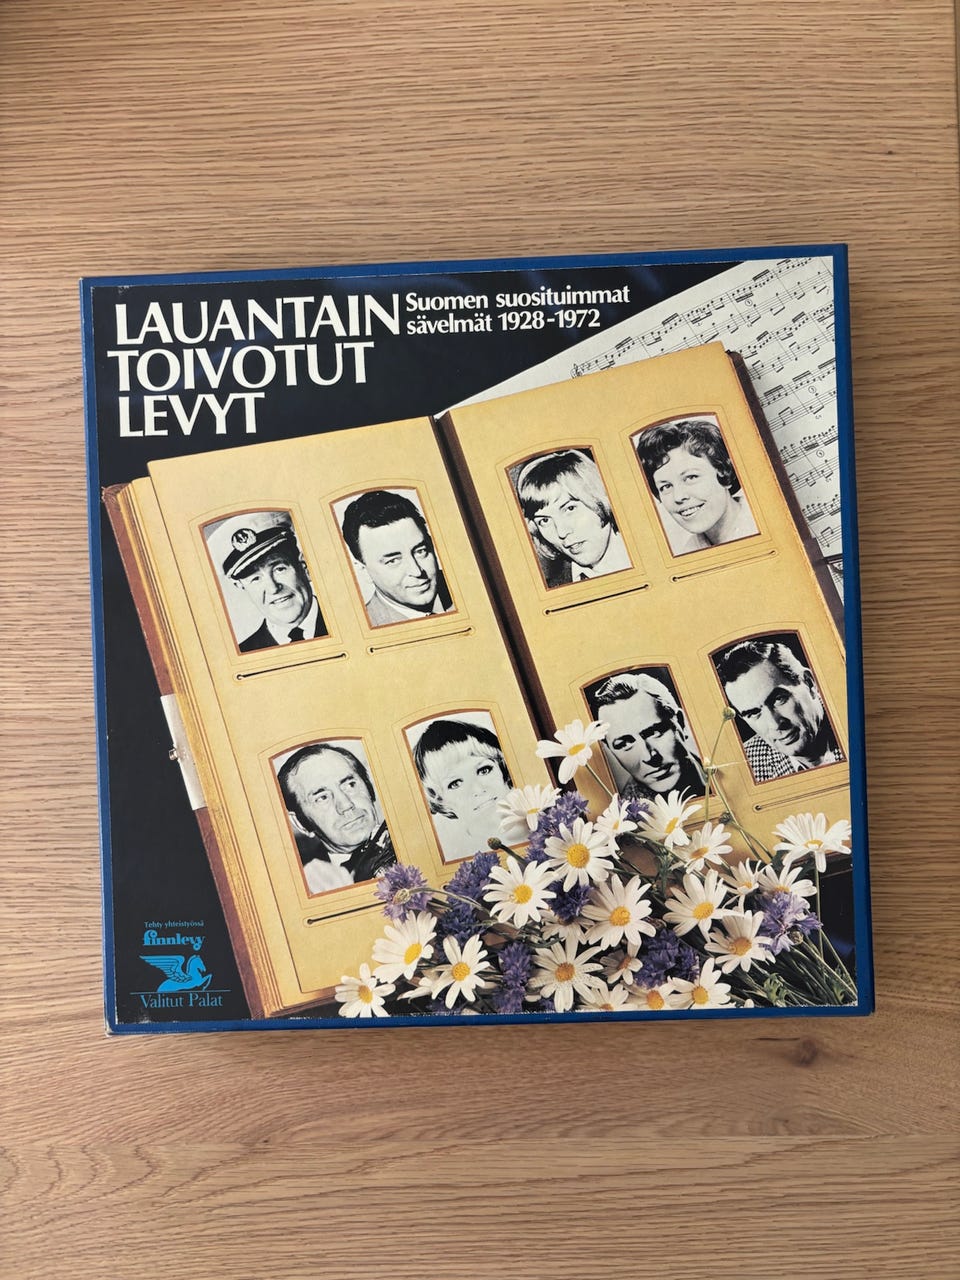 LAUANTAIN
TOIVOTUT
LEVYT
Suomen suosituimmat
sävelmät 1928-1972
Tehty yhteistyössä
finnlevy
Valitut Palat